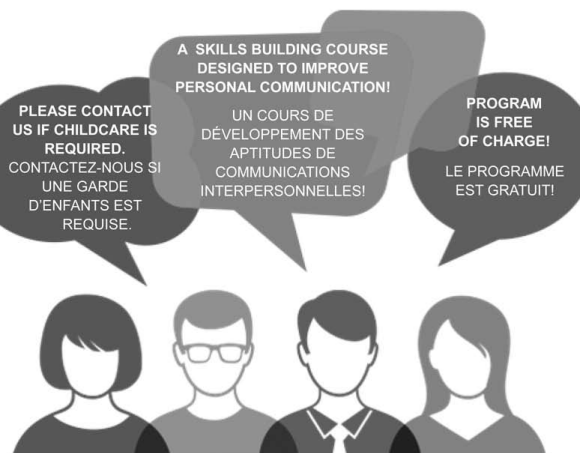 PLEASE CONTACT
US IF CHILDCARE IS
REQUIRED.
CONTACTEZ-NOUS SI
UNE GARDE
D'ENFANTS EST
REQUISE.
A SKILLS BUILDING COURSE
DESIGNED TO IMPROVE
PERSONAL COMMUNICATION!
UN COURS DE
DÉVELOPPEMENT DES
APTITUDES DE
COMMUNICATIONS
INTERPERSONNELLES!
PROGRAM
IS FREE
OF CHARGE!
LE PROGRAMME
EST GRATUIT!